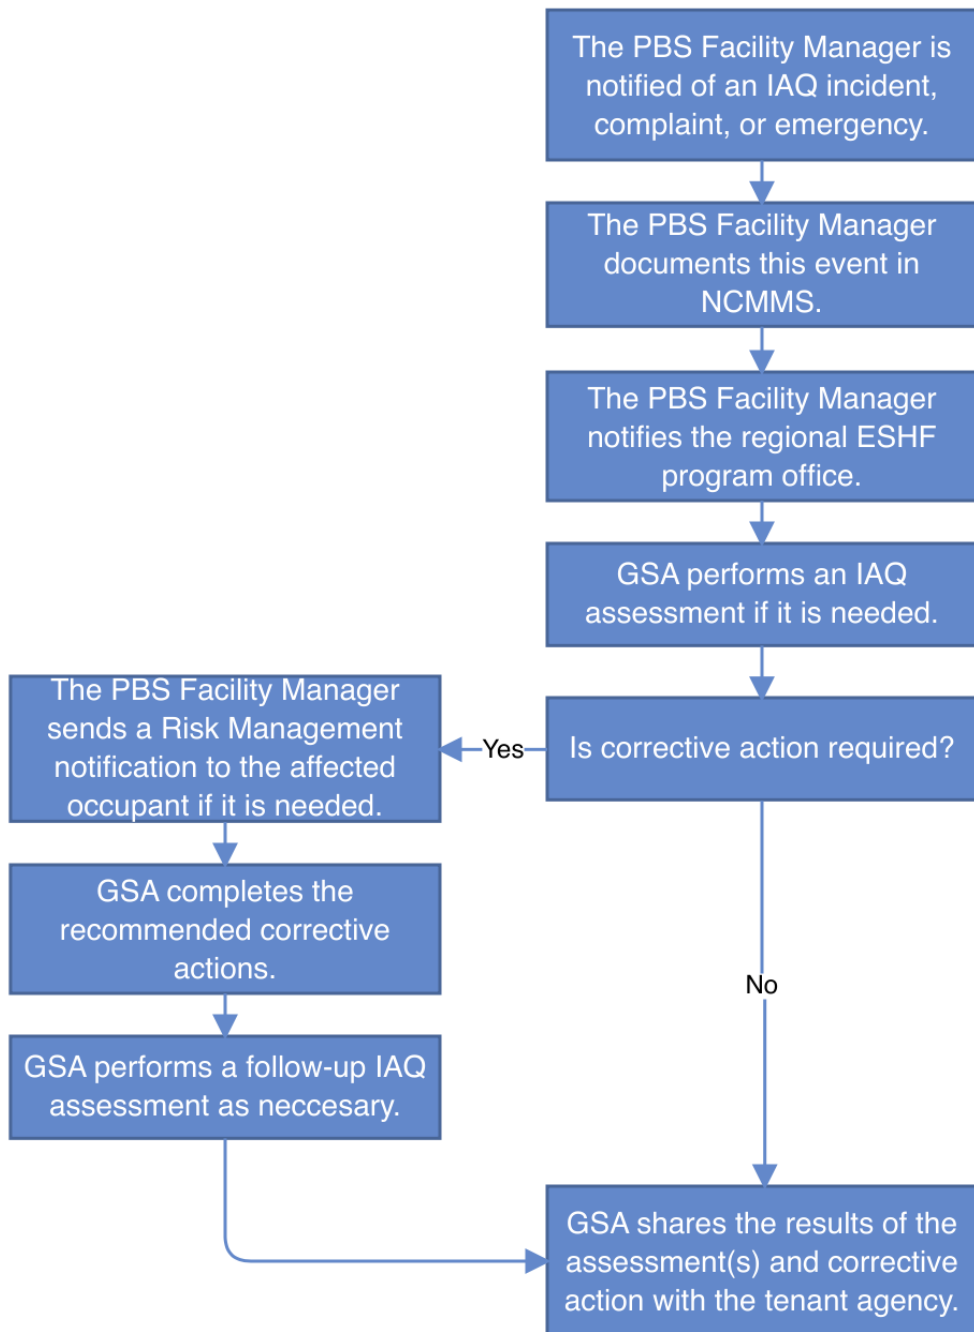 The PBS Facility Manager is
notified of an IAQ incident,
complaint, or emergency.
The PBS Facility Manager
documents this event in
NCMMS.
The PBS Facility Manager
notifies the regional ESHF
program office.
GSA performs an IAQ
assessment if it is needed.
Is corrective action required?
Yes
The PBS Facility Manager
sends a Risk Management
notification to the affected
occupant if it is needed.
GSA completes the
recommended corrective
actions.
GSA performs a follow-up IAQ
assessment as neccesary.
No
GSA shares the results of the
assessment(s) and corrective
action with the tenant agency.